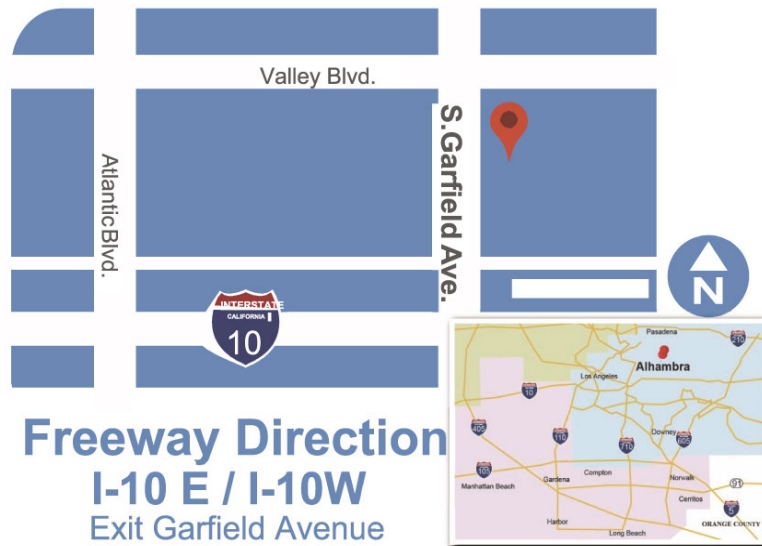 Valley Blvd.
AtlanticBlvd.
S.Garfield Ave.
INTERSTATE
CALIFORNIA
10
N
Freeway Direction
I-10 E / I-10W
Exit Garfield Avenue
Pasadena
210
Alhambra
Los Angeles
10
405
110
710
Downey
605
105
Gardena
Compton
Norwalk
91
Manhattan Beach
Cerritos
5
Harbor
ORANGE COUNTY
Long Beach